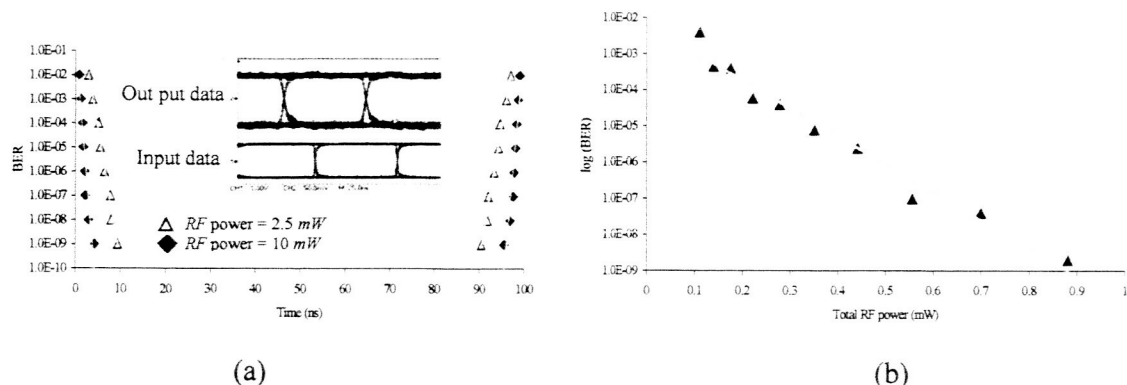 1.0E-01
1.0E-02
1.0E-03
1.0E-04
1.0E-05
1.0E-06
1.0E-07
1.0E-08
1.0E-09
1.0E-10
BER
Out put data
Input data
RF power = 2.5 mW
RF power = 10 mW
0 10 20 30 40 50 60 70 80 90 100
Time (ns)
(a)
1.0E-02
1.0E-03
1.0E-04
1.0E-05
1.0E-06
1.0E-07
1.0E-08
1.0E-09
log (BER)
0 0.1 0.2 0.3 0.4 0.5 0.6 0.7 0.8 0.9 1
Total RF power (mW)
(b)